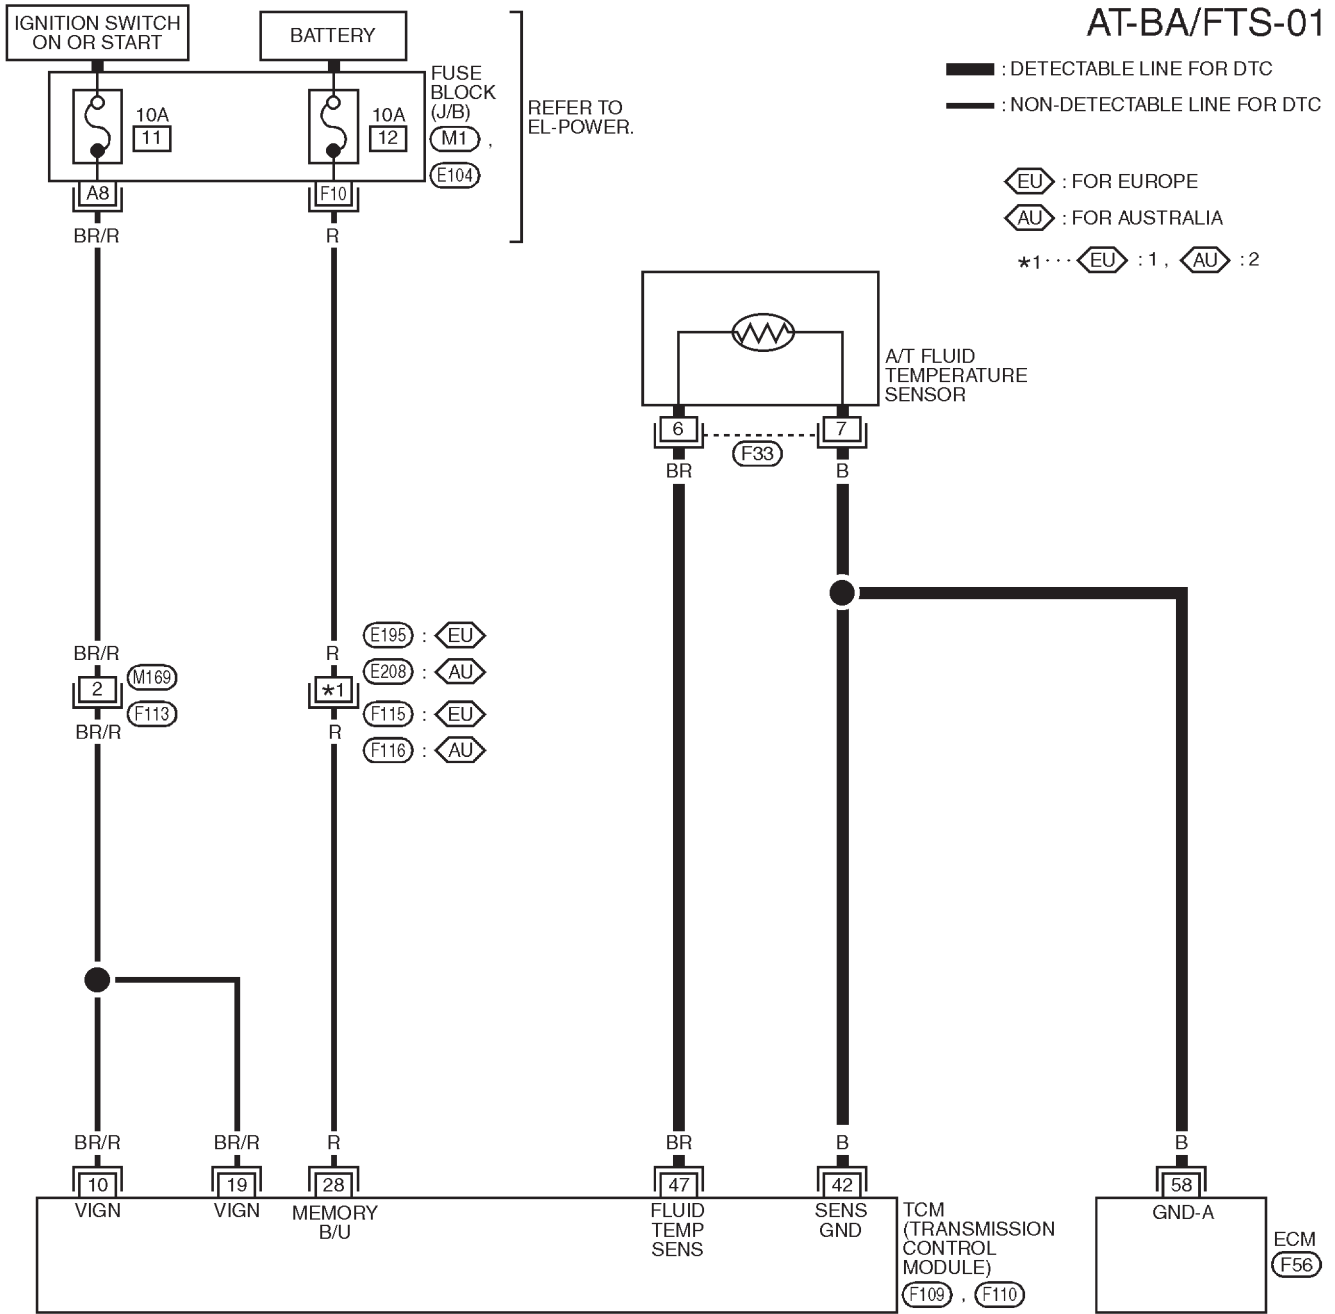 AT-BA/FTS-01
IGNITION SWITCH
ON OR START
BATTERY
: DETECTABLE LINE FOR DTC
: NON-DETECTABLE LINE FOR DTC
EU : FOR EUROPE
AU : FOR AUSTRALIA
*1··· EU : 1 , AU : 2
FUSE
BLOCK
(J/B)
M1 ,
E104
REFER TO
EL-POWER.
10A
11
10A
12
A8
F10
BR/R
R
A/T FLUID
TEMPERATURE
SENSOR
6
7
F33
BR
B
BR/R
2
M169
F113
BR/R
R
*1
R
E195 : EU
E208 : AU
F115 : EU
F116 : AU
BR/R
BR/R
R
BR
B
B
10
19
28
47
42
58
VIGN
VIGN
MEMORY
B/U
FLUID
TEMP
SENS
SENS
GND
GND-A
TCM
(TRANSMISSION
CONTROL
MODULE)
F109 , F110
ECM
F56